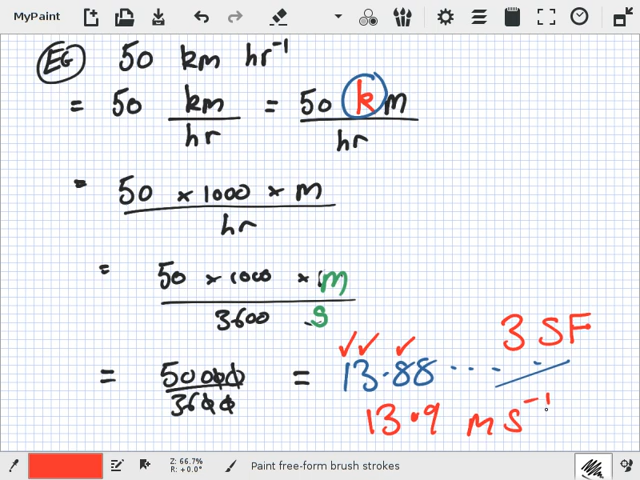 MyPaint
EG 50 km hr⁻¹
= 50 km/hr = 50 km/hr
= 50 × 1000 × m / hr
= 50 × 1000 × m / 3600 s
3 SF
= 50000/3600 = 13.88 ...
13.9 m s⁻¹
Z: 66.7%
R: +0.0°
Paint free-form brush strokes